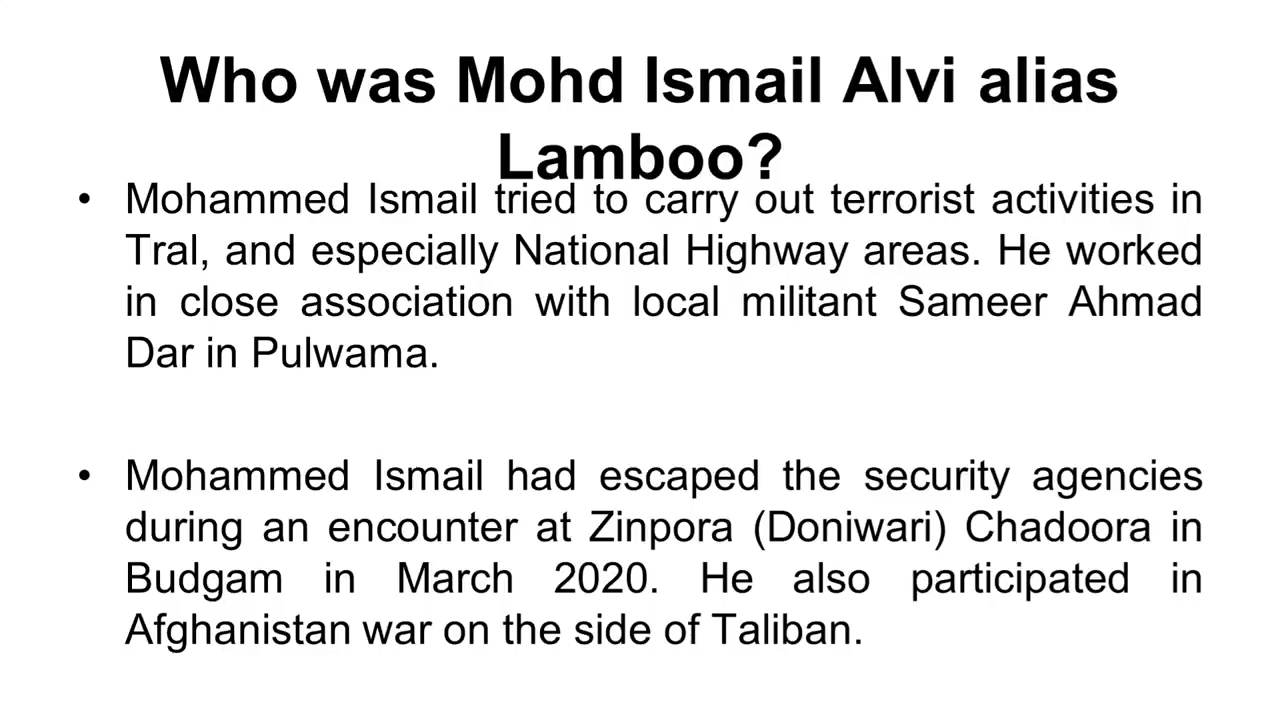 Who was Mohd Ismail Alvi alias
Lamboo?
• Mohammed Ismail tried to carry out terrorist activities in
Tral, and especially National Highway areas. He worked
in close association with local militant Sameer Ahmad
Dar in Pulwama.
• Mohammed Ismail had escaped the security agencies
during an encounter at Zinpora (Doniwari) Chadoora in
Budgam in March 2020. He also participated in
Afghanistan war on the side of Taliban.